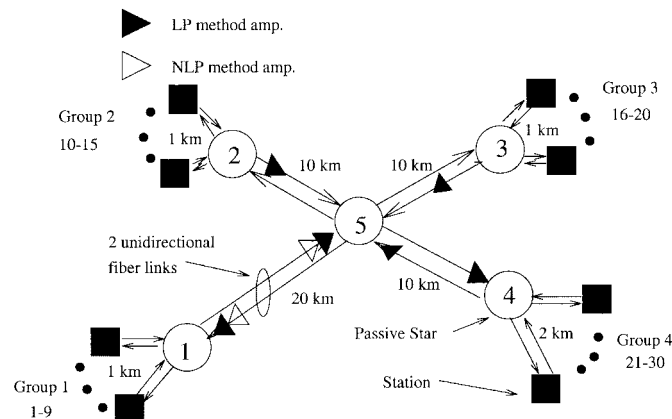 LP method amp.
NLP method amp.
Group 2
10-15
1 km
2
10 km
10 km
3
1 km
Group 3
16-20
5
2 unidirectional
fiber links
20 km
10 km
4
Passive Star
2 km
Group 4
21-30
Station
1
1 km
Group 1
1-9